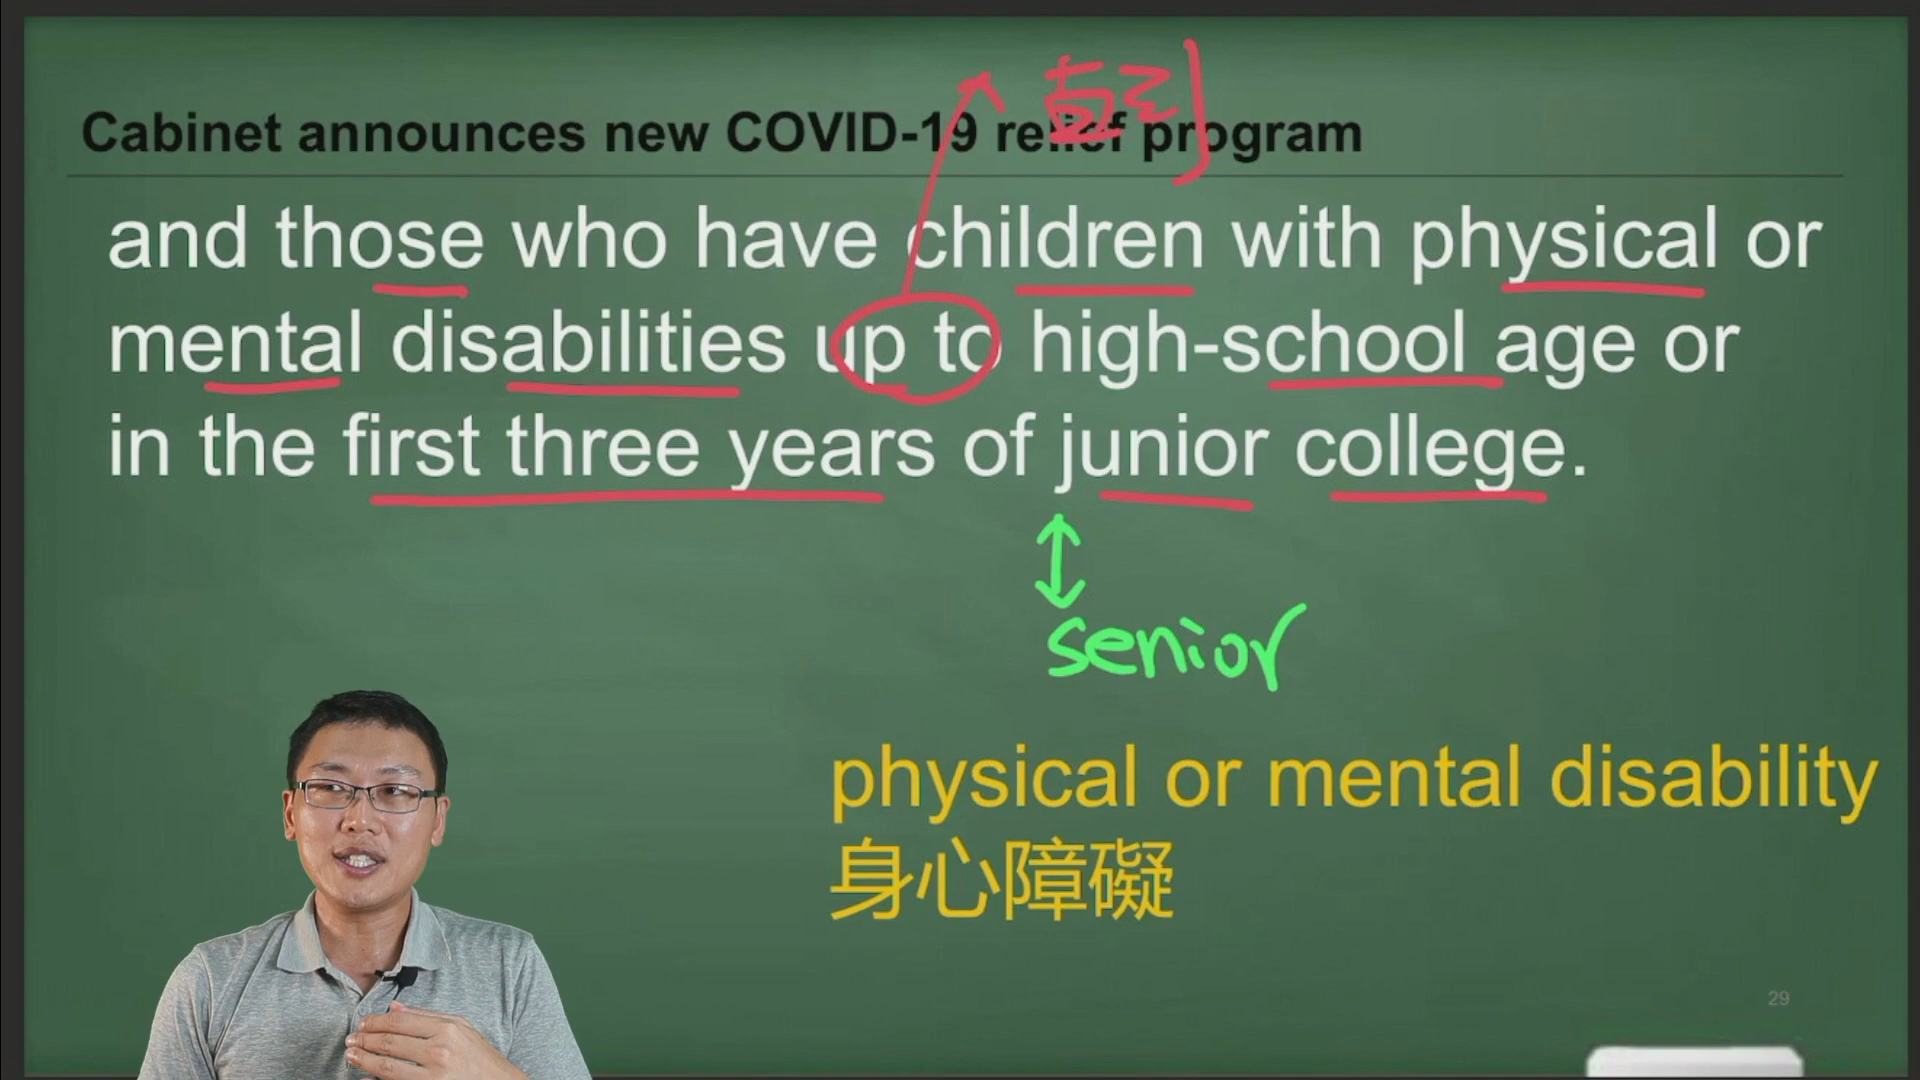 直到
Cabinet announces new COVID-19 relief program
and those who have children with physical or
mental disabilities up to high-school age or
in the first three years of junior college.
senior
physical or mental disability
身心障礙
29